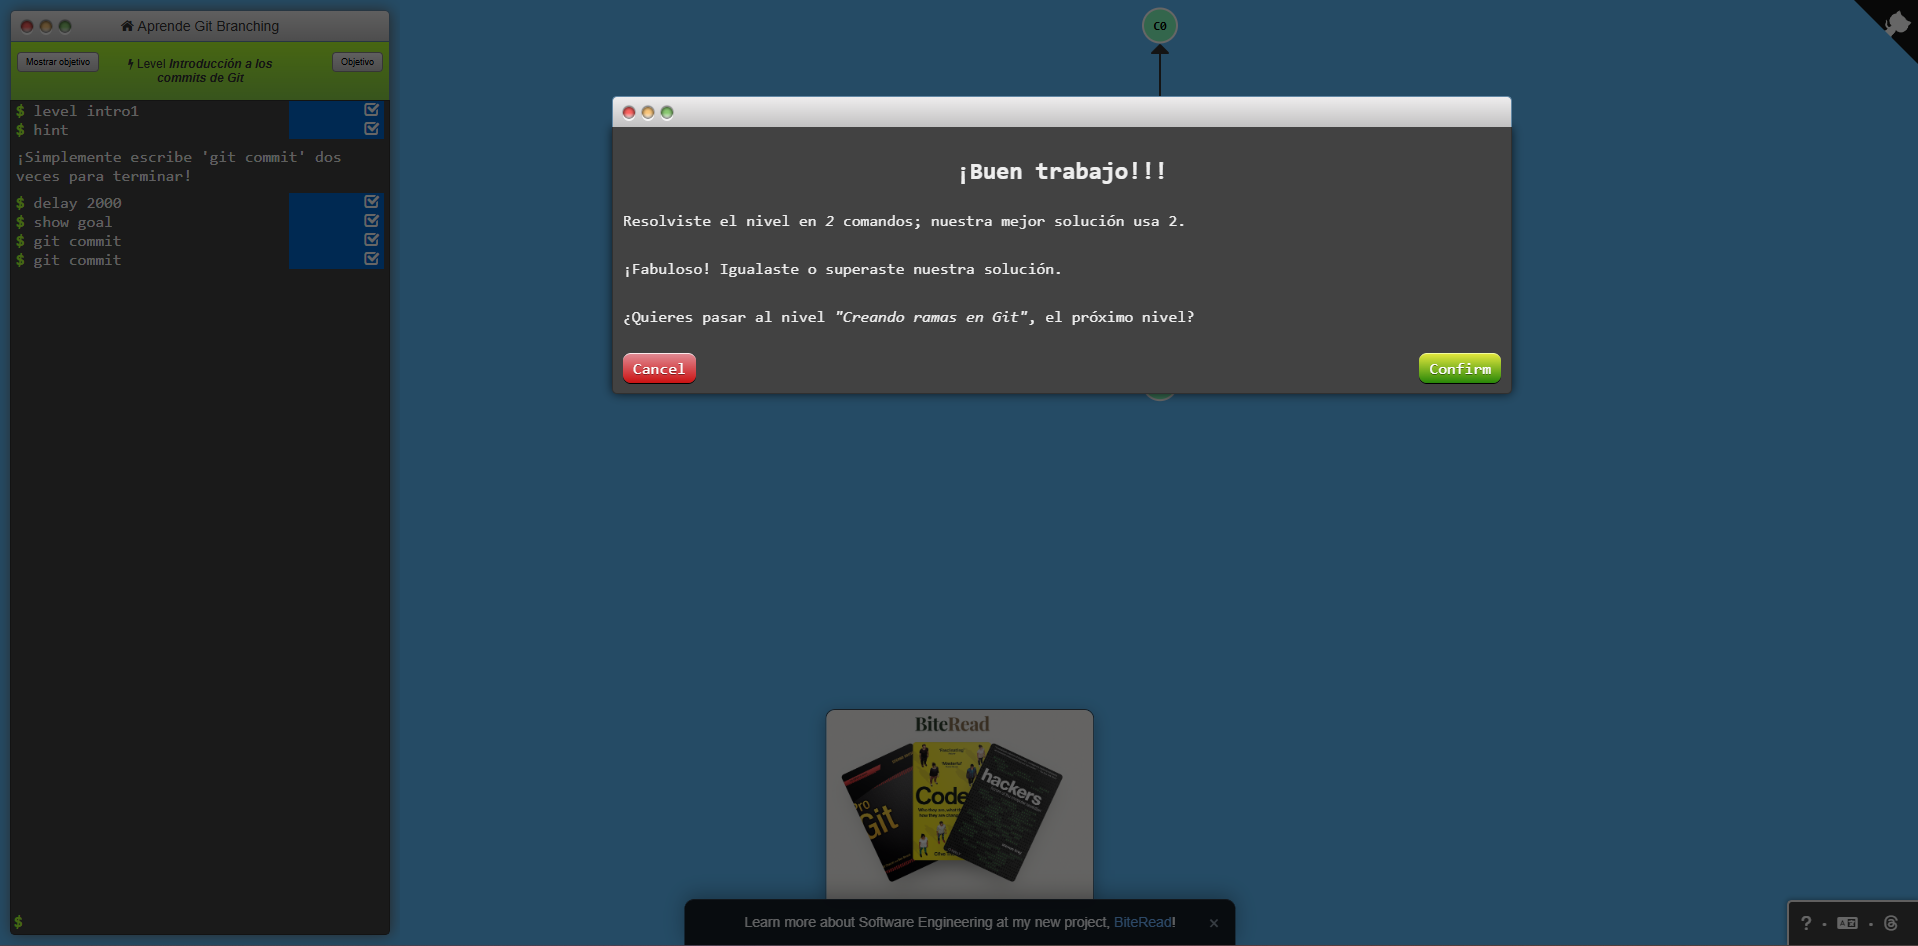 Aprende Git Branching
Mostrar objetivo
Level Introducción a los
commits de Git
Objetivo
$ level intro1
$ hint
¡Simplemente escribe 'git commit' dos
veces para terminar!
$ delay 2000
$ show goal
$ git commit
$ git commit
$
C0
¡Buen trabajo!!!
Resolviste el nivel en 2 comandos; nuestra mejor solución usa 2.
¡Fabuloso! Igualaste o superaste nuestra solución.
¿Quieres pasar al nivel "Creando ramas en Git", el próximo nivel?
Cancel
Confirm
BiteRead
Pro
Git
Code
hackers
Learn more about Software Engineering at my new project, BiteRead!
×
?